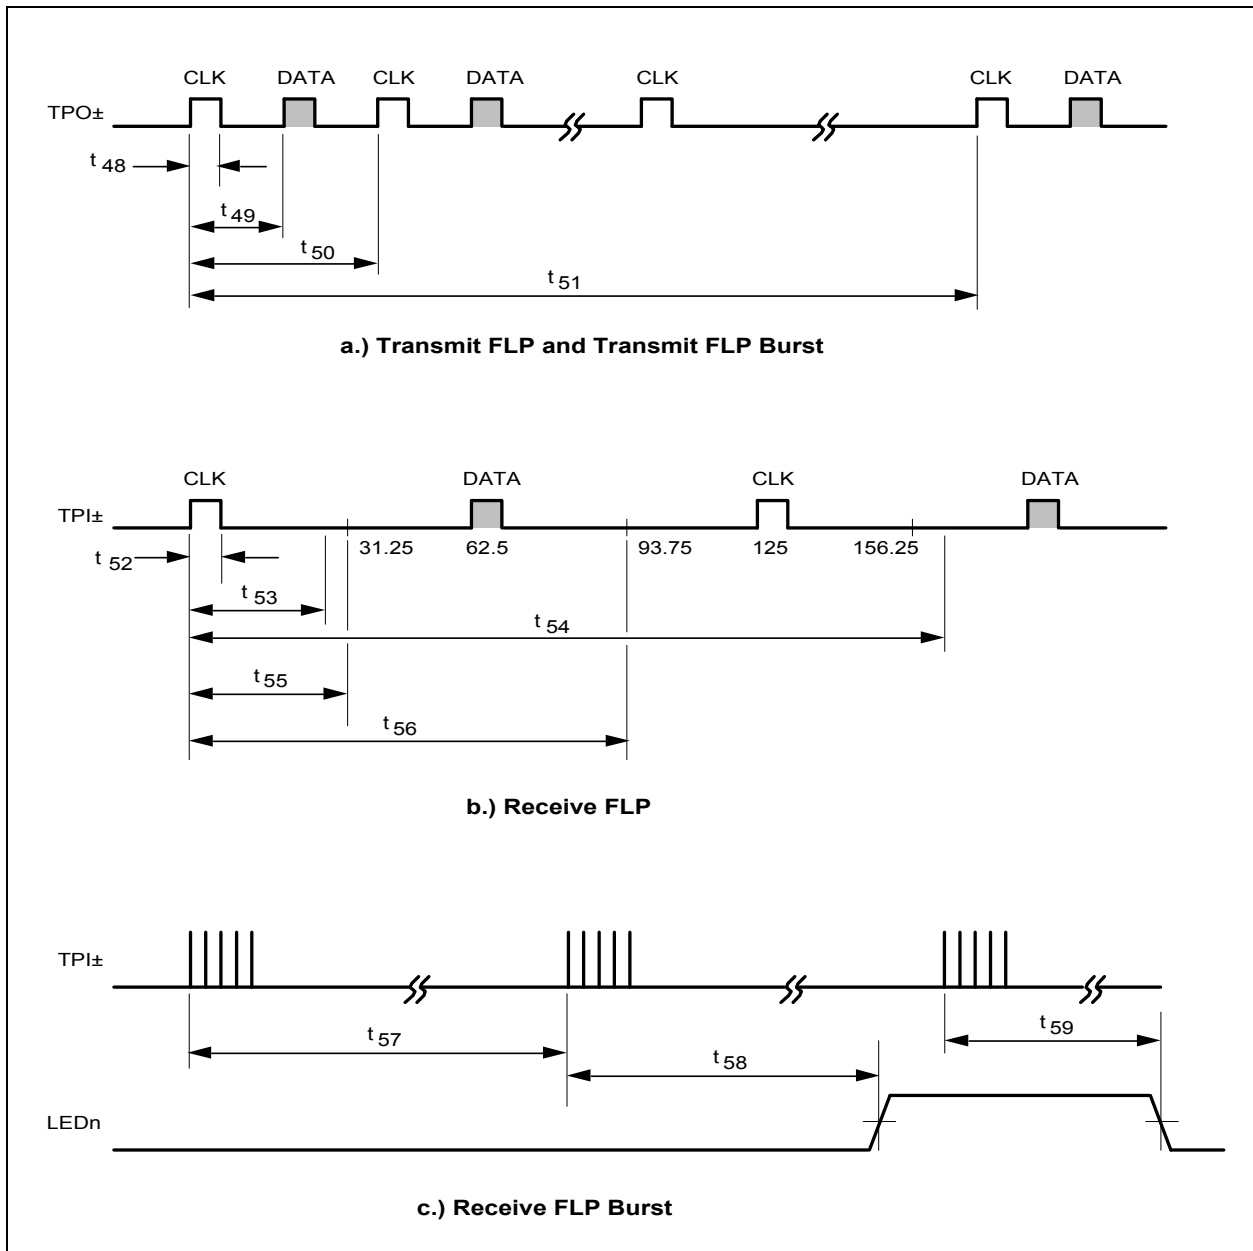 CLK DATA CLK DATA CLK CLK DATA
TPO±
t 48
t 49
t 50
t 51
a.) Transmit FLP and Transmit FLP Burst
CLK DATA CLK DATA
TPI±
31.25 62.5 93.75 125 156.25
t 52
t 53
t 54
t 55
t 56
b.) Receive FLP
TPI±
t 57
t 58
t 59
LEDn
c.) Receive FLP Burst